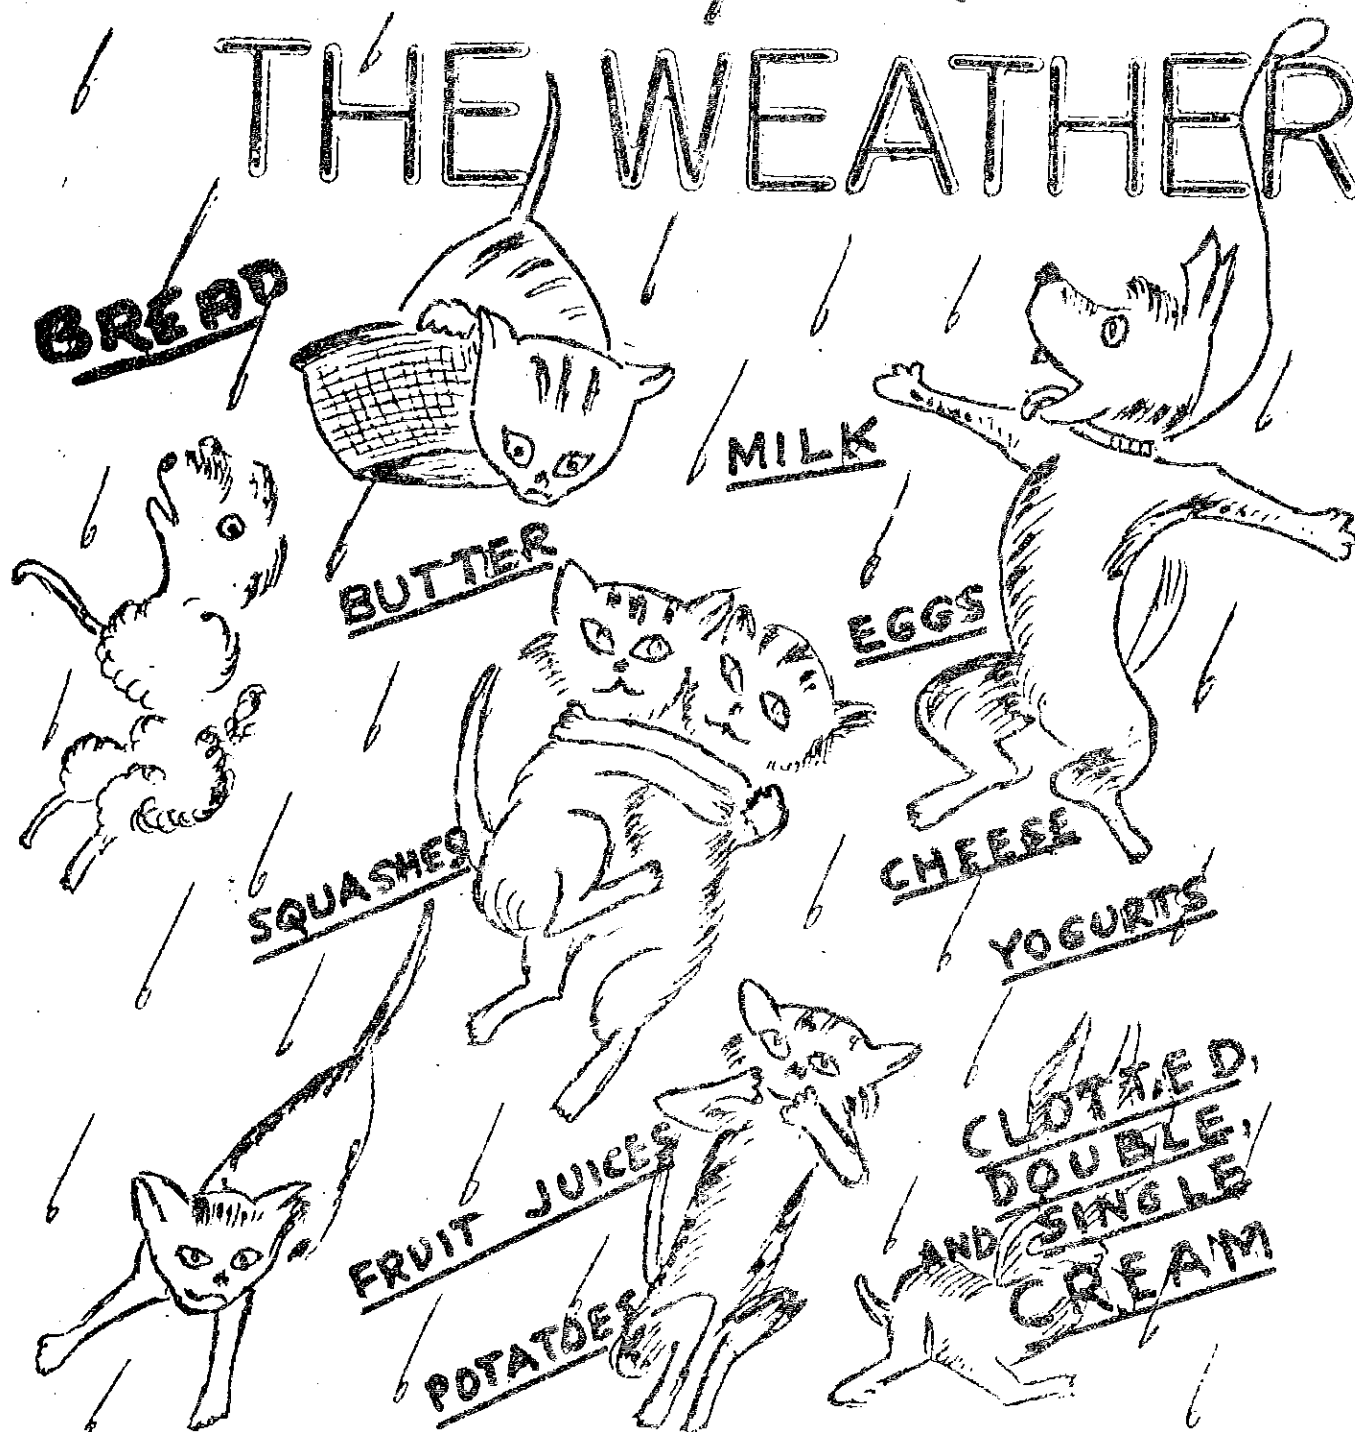 THE WEATHER
BREAD
MILK
BUTTER
EGGS
SQUASHES
CHEESE
YOGURTS
FRUIT JUICES
POTATOES
CLOTTED,
DOUBLE,
AND SINGLE
CREAM